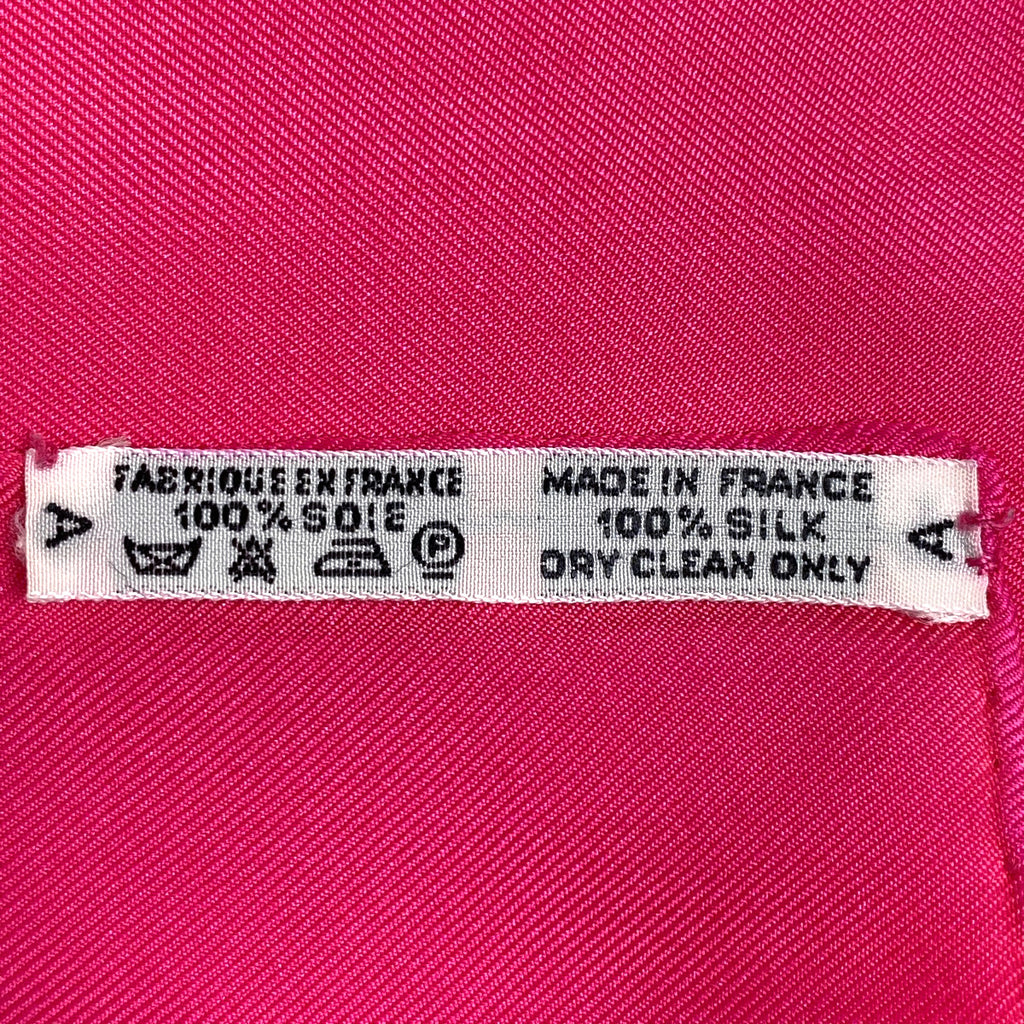 A
FABRIQUE EN FRANCE
100% SOIE
P
MADE IN FRANCE
100% SILK
DRY CLEAN ONLY
A